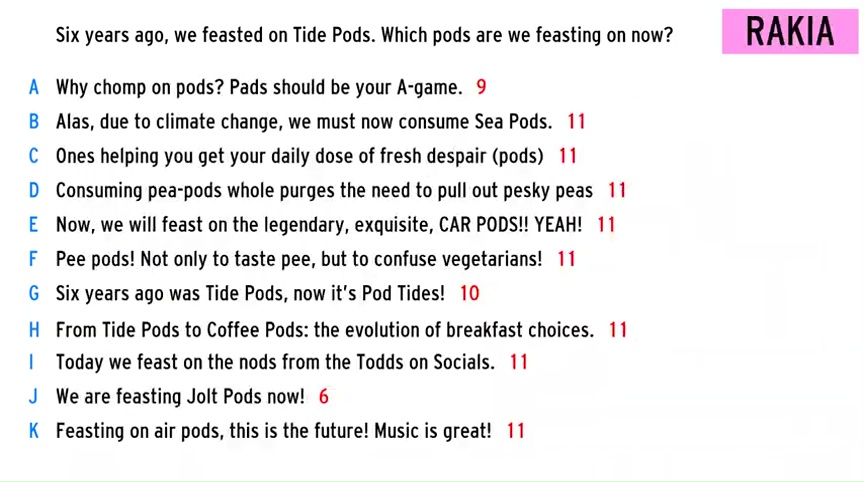 Six years ago, we feasted on Tide Pods. Which pods are we feasting on now?
RAKIA
A Why chomp on pods? Pads should be your A-game. 9
B Alas, due to climate change, we must now consume Sea Pods. 11
C Ones helping you get your daily dose of fresh despair (pods) 11
D Consuming pea-pods whole purges the need to pull out pesky peas 11
E Now, we will feast on the legendary, exquisite, CAR PODS!! YEAH! 11
F Pee pods! Not only to taste pee, but to confuse vegetarians! 11
G Six years ago was Tide Pods, now it's Pod Tides! 10
H From Tide Pods to Coffee Pods: the evolution of breakfast choices. 11
I Today we feast on the nods from the Todds on Socials. 11
J We are feasting Jolt Pods now! 6
K Feasting on air pods, this is the future! Music is great! 11